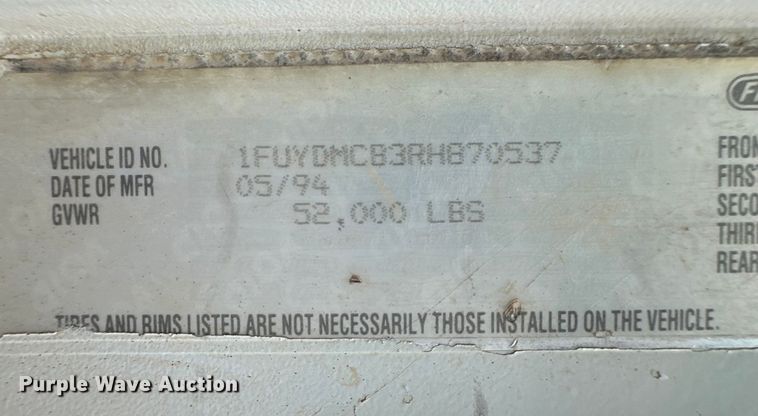 VEHICLE ID NO. 1FUYDMCB3RH870537
DATE OF MFR 05/94
GVWR 52,000 LBS
FRON
FIRS
SECO
THIR
REAR
TIRES AND RIMS LISTED ARE NOT NECESSARILY THOSE INSTALLED ON THE VEHICLE.
Purple Wave Auction